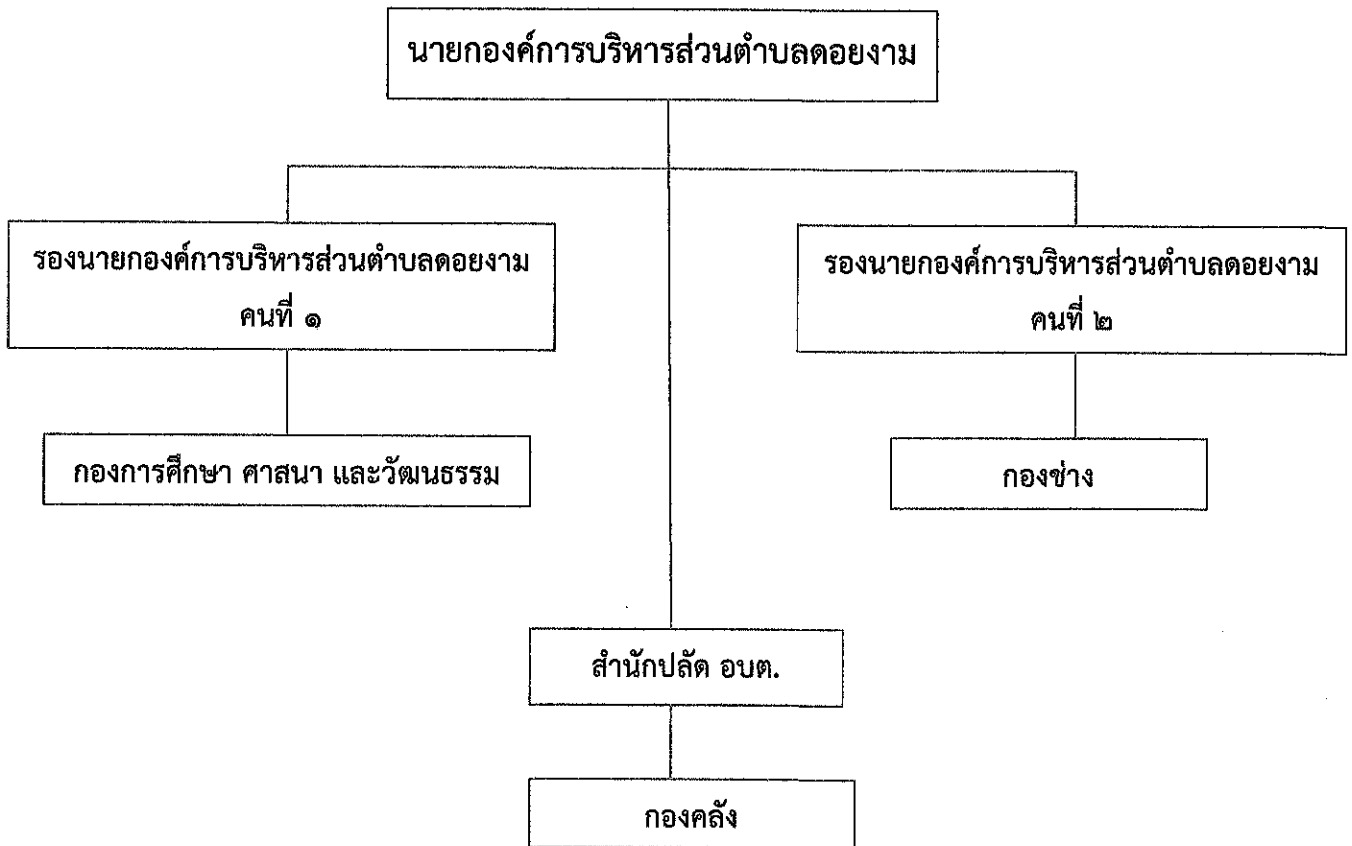 นายกองค์การบริหารส่วนตำบลดอยงาม
รองนายกองค์การบริหารส่วนตำบลดอยงาม
คนที่ ๑
รองนายกองค์การบริหารส่วนตำบลดอยงาม
คนที่ ๒
กองการศึกษา ศาสนา และวัฒนธรรม
กองช่าง
สำนักปลัด อบต.
กองคลัง